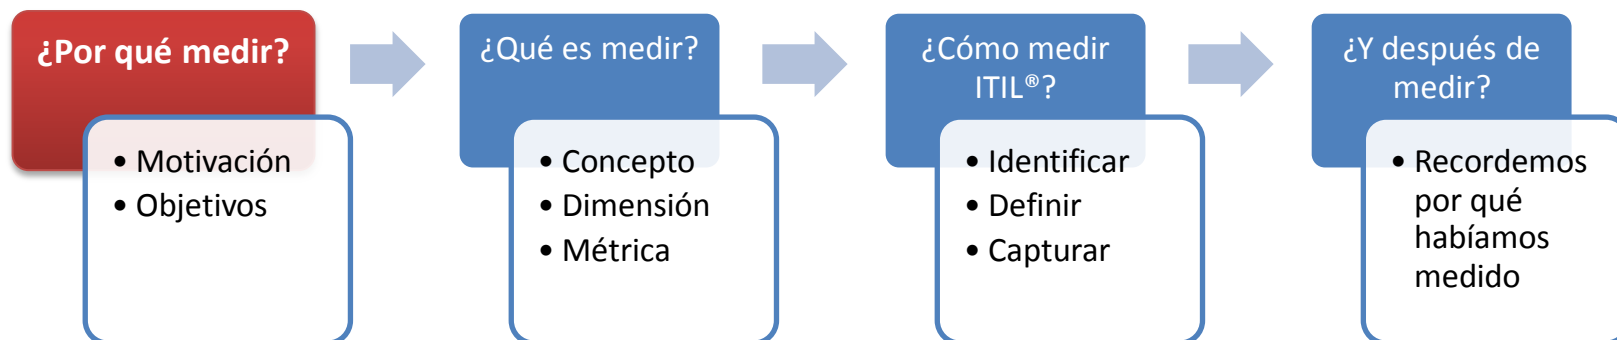 ¿Por qué medir?
• Motivación
• Objetivos
¿Qué es medir?
• Concepto
• Dimensión
• Métrica
¿Cómo medir
ITIL®?
• Identificar
• Definir
• Capturar
¿Y después de
medir?
• Recordemos
por qué
habíamos
medido